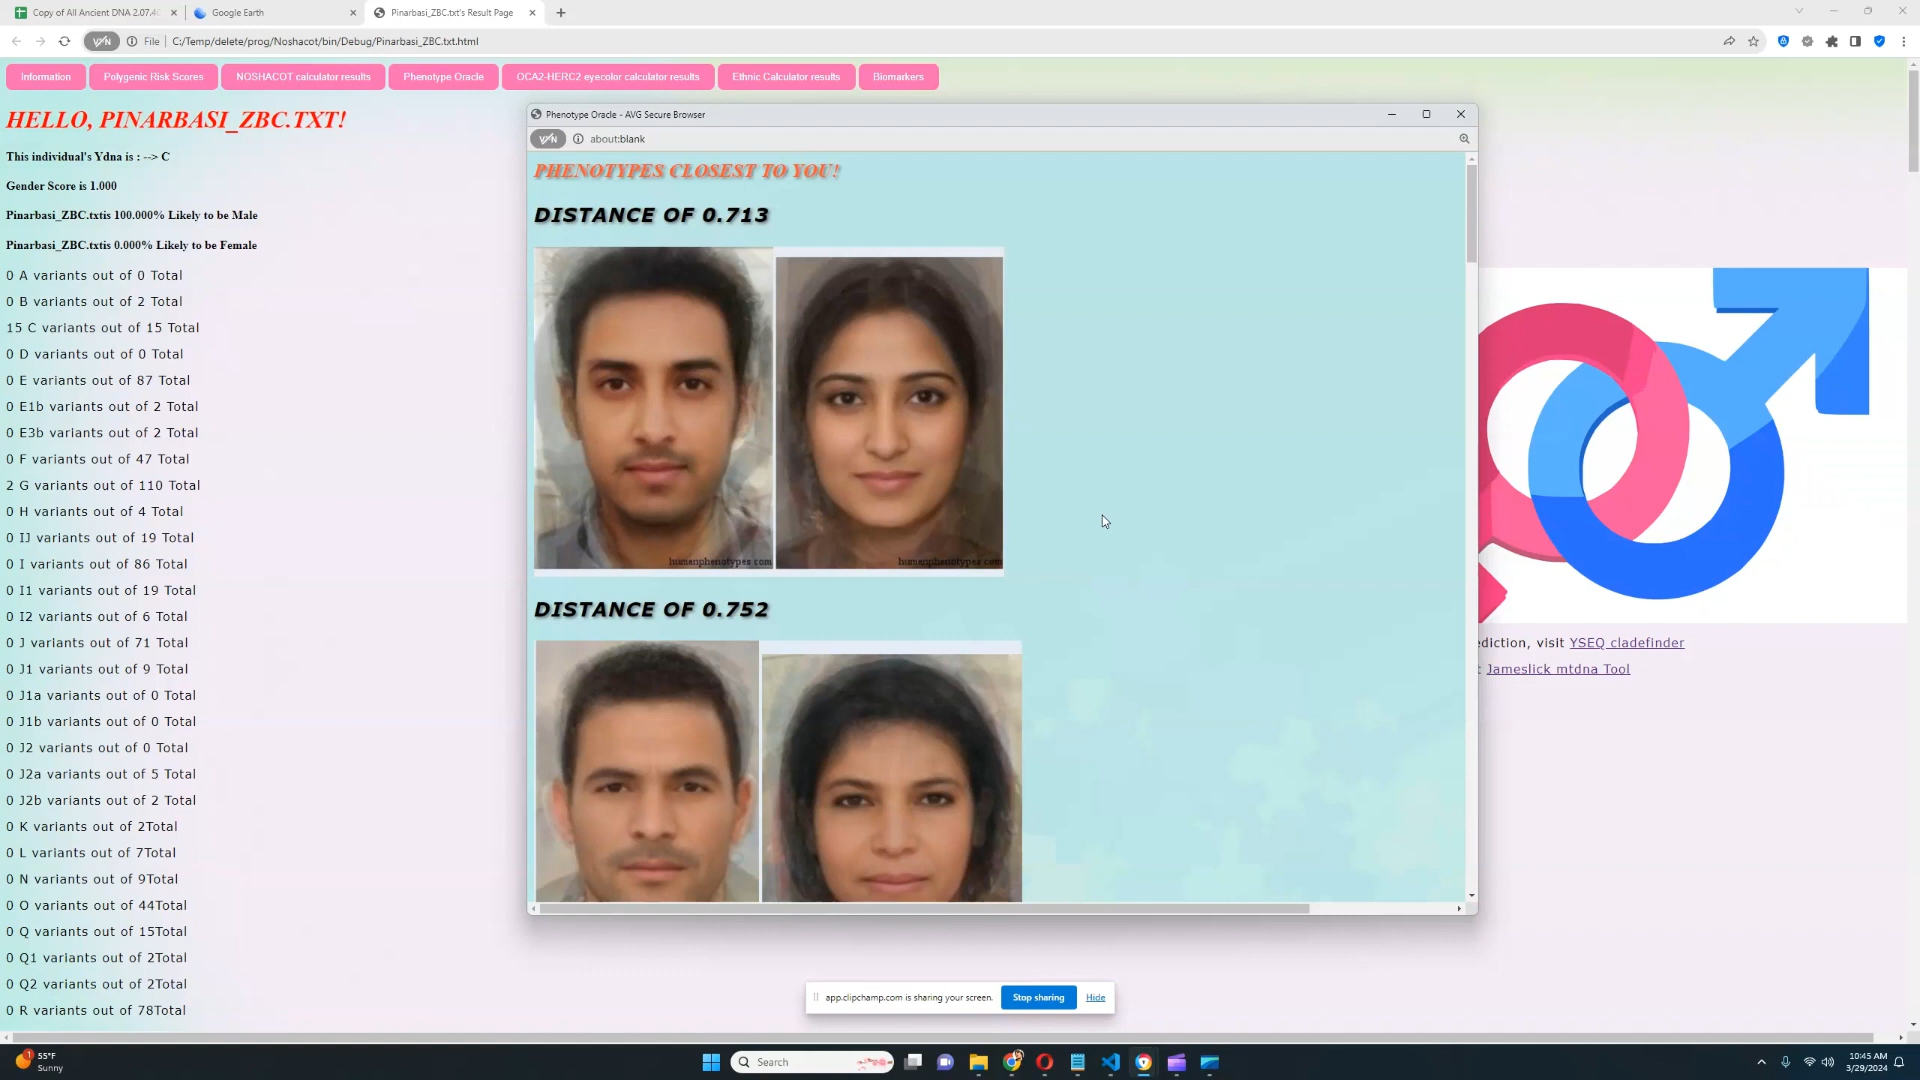 Copy of All Ancient DNA 2.07.4
Google Earth
Pinarbasi_ZBC.txt's Result Page
VPN
File
C:/Temp/delete/prog/Noshacot/bin/Debug/Pinarbasi_ZBC.txt.html
Information
Polygenic Risk Scores
NOSHACOT calculator results
Phenotype Oracle
OCA2-HERC2 eyecolor calculator results
Ethnic Calculator results
Biomarkers
HELLO, PINARBASI_ZBC.TXT!
This individual's Ydna is : --> C
Gender Score is 1.000
Pinarbasi_ZBC.txtis 100.000% Likely to be Male
Pinarbasi_ZBC.txtis 0.000% Likely to be Female
0 A variants out of 0 Total
0 B variants out of 2 Total
15 C variants out of 15 Total
0 D variants out of 0 Total
0 E variants out of 87 Total
0 E1b variants out of 2 Total
0 E3b variants out of 2 Total
0 F variants out of 47 Total
2 G variants out of 110 Total
0 H variants out of 4 Total
0 IJ variants out of 19 Total
0 I variants out of 86 Total
0 I1 variants out of 19 Total
0 I2 variants out of 6 Total
0 J variants out of 71 Total
0 J1 variants out of 9 Total
0 J1a variants out of 0 Total
0 J1b variants out of 0 Total
0 J2 variants out of 0 Total
0 J2a variants out of 5 Total
0 J2b variants out of 2 Total
0 K variants out of 2Total
0 L variants out of 7Total
0 N variants out of 9Total
0 O variants out of 44Total
0 Q variants out of 15Total
0 Q1 variants out of 2Total
0 Q2 variants out of 2Total
0 R variants out of 78Total
Phenotype Oracle - AVG Secure Browser
VPN
about:blank
PHENOTYPES CLOSEST TO YOU!
DISTANCE OF 0.713
humanphenotypes.com
humanphenotypes.com
DISTANCE OF 0.752
ediction, visit YSEQ cladefinder
Jameslick mtdna Tool
app.clipchamp.com is sharing your screen.
Stop sharing
Hide
1
55°F
Sunny
Search
10:45 AM
3/29/2024